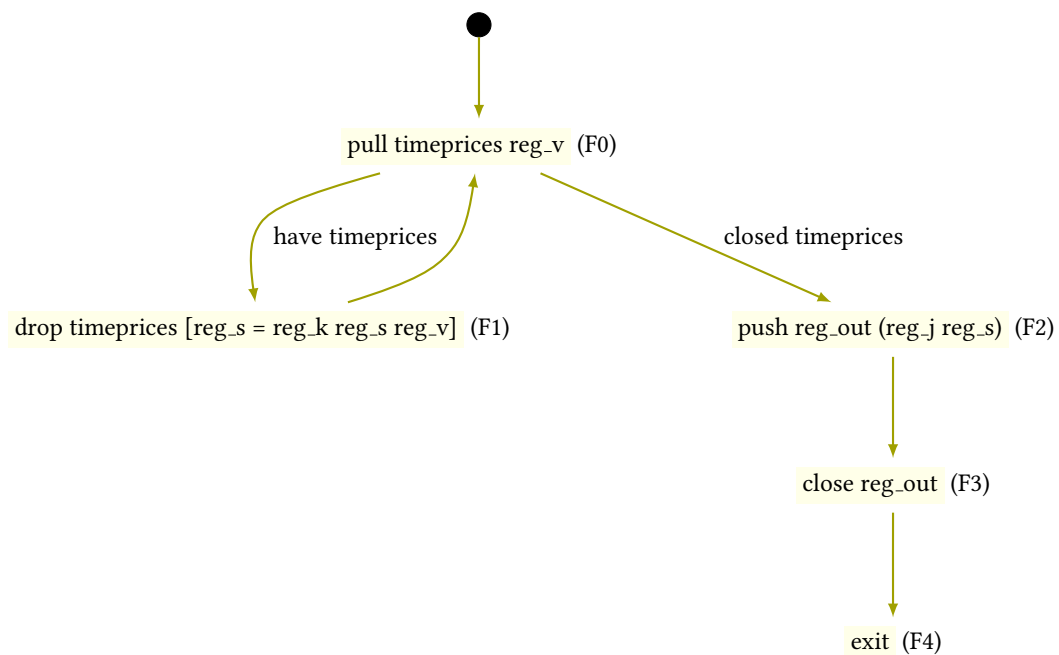 pull timeprices reg_v (F0)
have timeprices
closed timeprices
drop timeprices [reg_s = reg_k reg_s reg_v] (F1)
push reg_out (reg_j reg_s) (F2)
close reg_out (F3)
exit (F4)